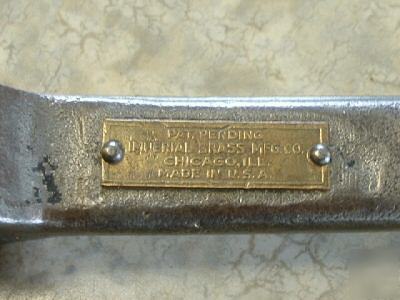 PAT. PENDING
IMPERIAL BRASS MFG. CO.
CHICAGO, ILL.
MADE IN U.S.A.